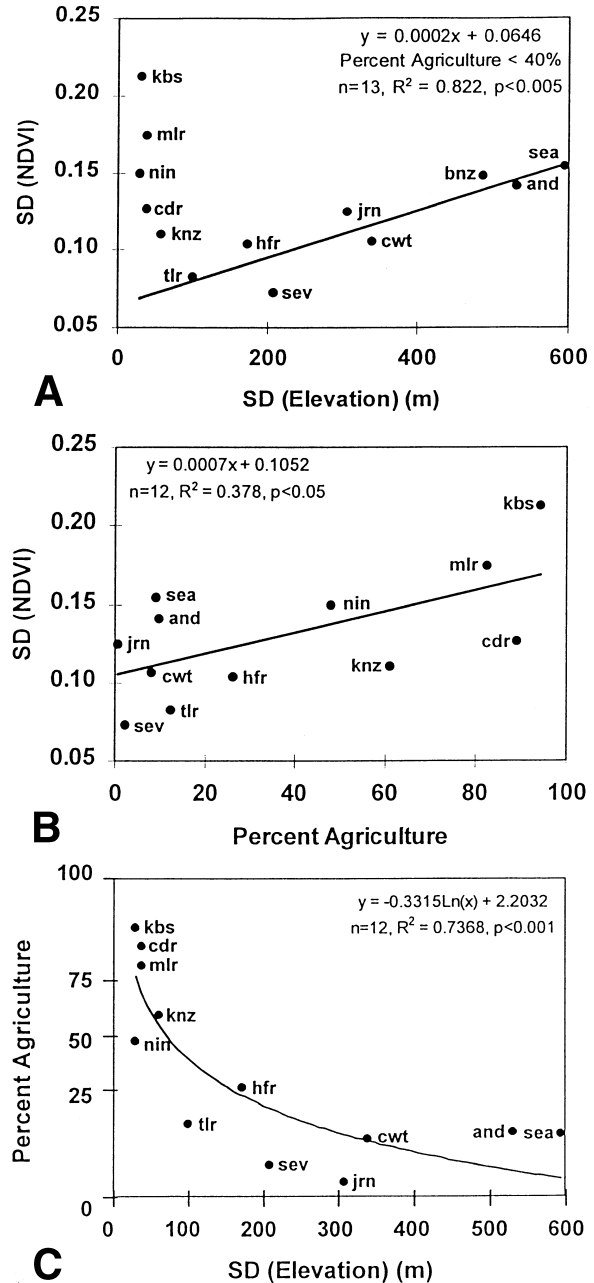 0.25
y = 0.0002x + 0.0646
Percent Agriculture < 40%
n=13, R² = 0.822, p<0.005
kbs
0.20
mlr
SD (NDVI)
0.15
nin
bnz
sea
and
cdr
jrn
knz
hfr
cwt
0.10
tlr
sev
0.05
0 200 400 600
A
SD (Elevation) (m)
0.25
y = 0.0007x + 0.1052
n=12, R² = 0.378, p<0.05
kbs
0.20
mlr
SD (NDVI)
sea
0.15
nin
and
jrn
cdr
cwt
knz
hfr
0.10
tlr
sev
0.05
0 20 40 60 80 100
B
Percent Agriculture
100
y = -0.3315Ln(x) + 2.2032
n=12, R² = 0.7368, p<0.001
kbs
cdr
mlr
Percent Agriculture
75
knz
50
nin
25
hfr
tlr
cwt
and
sea
sev
jrn
0
0 100 200 300 400 500 600
C
SD (Elevation) (m)